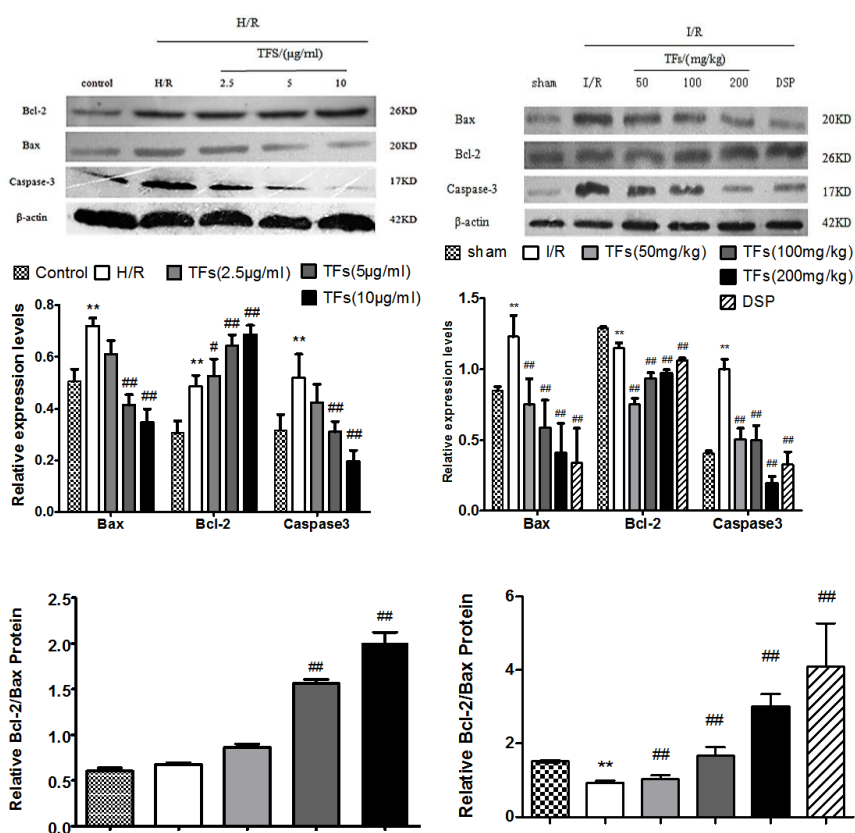 H/R
TFS/(μg/ml)
control H/R 2.5 5 10
Bcl-2 26KD
Bax 20KD
Caspase-3 17KD
β-actin 42KD
Control H/R TFs(2.5μg/ml) TFs(5μg/ml)
TFs(10μg/ml)
Relative expression levels
0.8
0.6
0.4
0.2
0.0
** ## ##
** # ## ##
** ## ##
Bax Bcl-2 Caspase3
I/R
TFs/(mg/kg)
sham I/R 50 100 200 DSP
Bax 20KD
Bcl-2 26KD
Caspase-3 17KD
β-actin 42KD
sham I/R TFs(50mg/kg) TFs(100mg/kg)
TFs(200mg/kg)
DSP
Relative expression levels
1.5
1.0
0.5
0.0
** ## ## ## ##
** ## ## ## ##
** ## ## ## ##
Bax Bcl-2 Caspase3
Relative Bcl-2/Bax Protein
2.5
2.0
1.5
1.0
0.5
0.0
## ##
Relative Bcl-2/Bax Protein
6
4
2
0
** ## ## ## ##